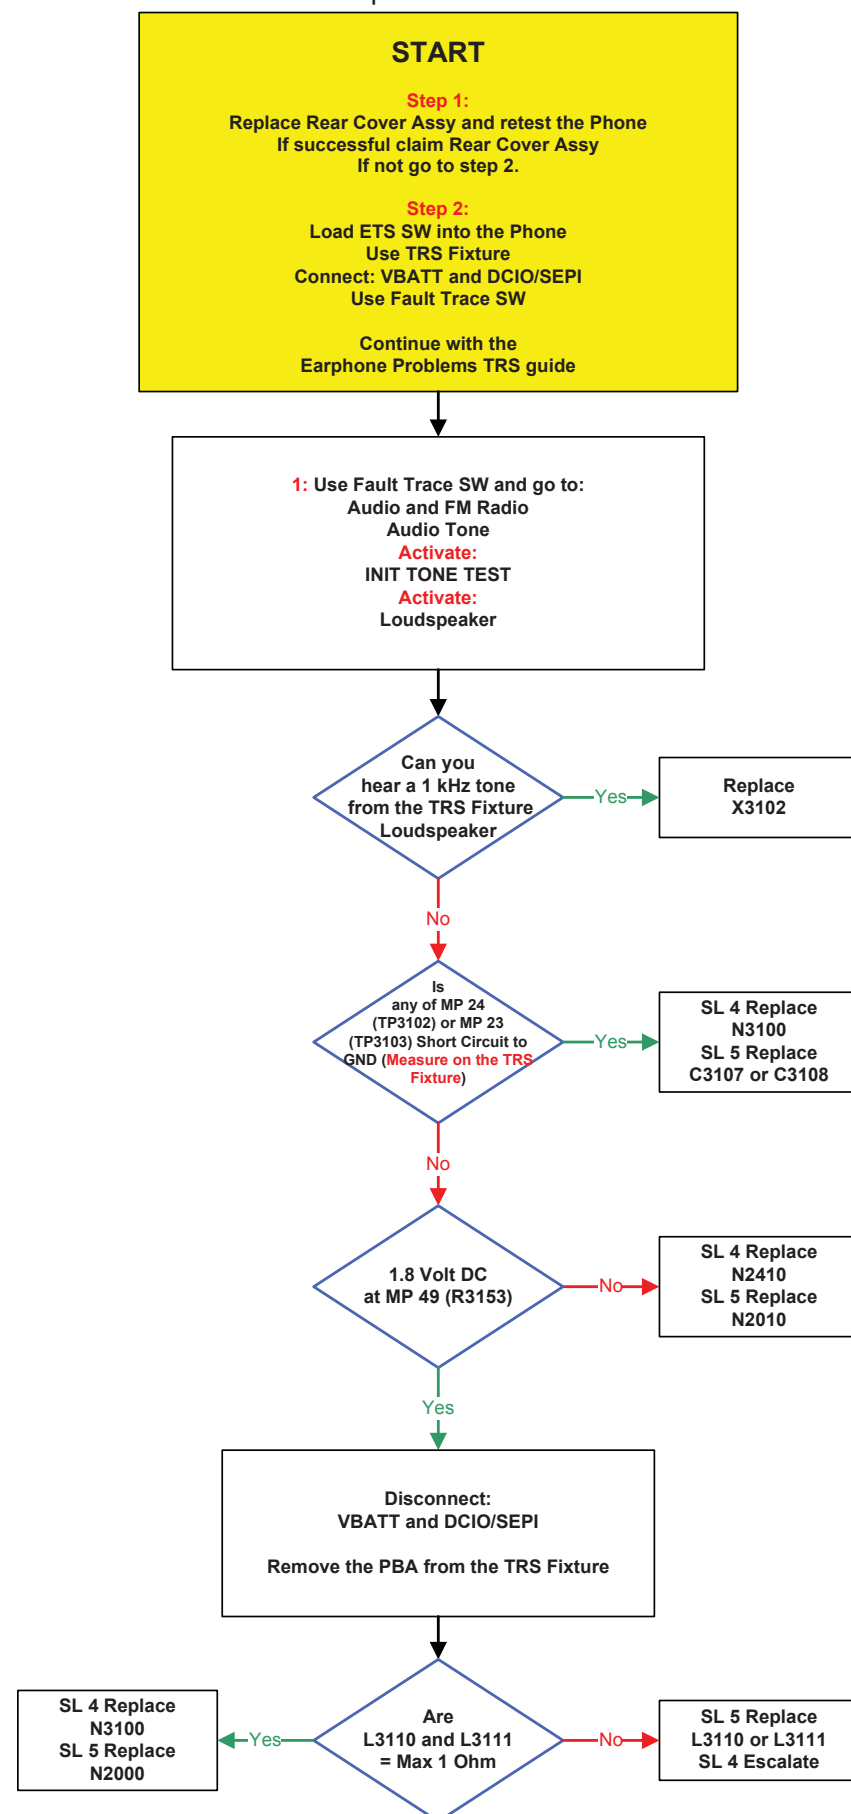 START
Step 1:
Replace Rear Cover Assy and retest the Phone
If successful claim Rear Cover Assy
If not go to step 2.
Step 2:
Load ETS SW into the Phone
Use TRS Fixture
Connect: VBATT and DCIO/SEPI
Use Fault Trace SW
Continue with the
Earphone Problems TRS guide
1: Use Fault Trace SW and go to:
Audio and FM Radio
Audio Tone
Activate:
INIT TONE TEST
Activate:
Loudspeaker
Can you
hear a 1 kHz tone
from the TRS Fixture
Loudspeaker
Yes
Replace
X3102
No
Is
any of MP 24
(TP3102) or MP 23
(TP3103) Short Circuit to
GND (Measure on the TRS
Fixture)
Yes
SL 4 Replace
N3100
SL 5 Replace
C3107 or C3108
No
1.8 Volt DC
at MP 49 (R3153)
No
SL 4 Replace
N2410
SL 5 Replace
N2010
Yes
Disconnect:
VBATT and DCIO/SEPI
Remove the PBA from the TRS Fixture
Are
L3110 and L3111
= Max 1 Ohm
Yes
SL 4 Replace
N3100
SL 5 Replace
N2000
No
SL 5 Replace
L3110 or L3111
SL 4 Escalate